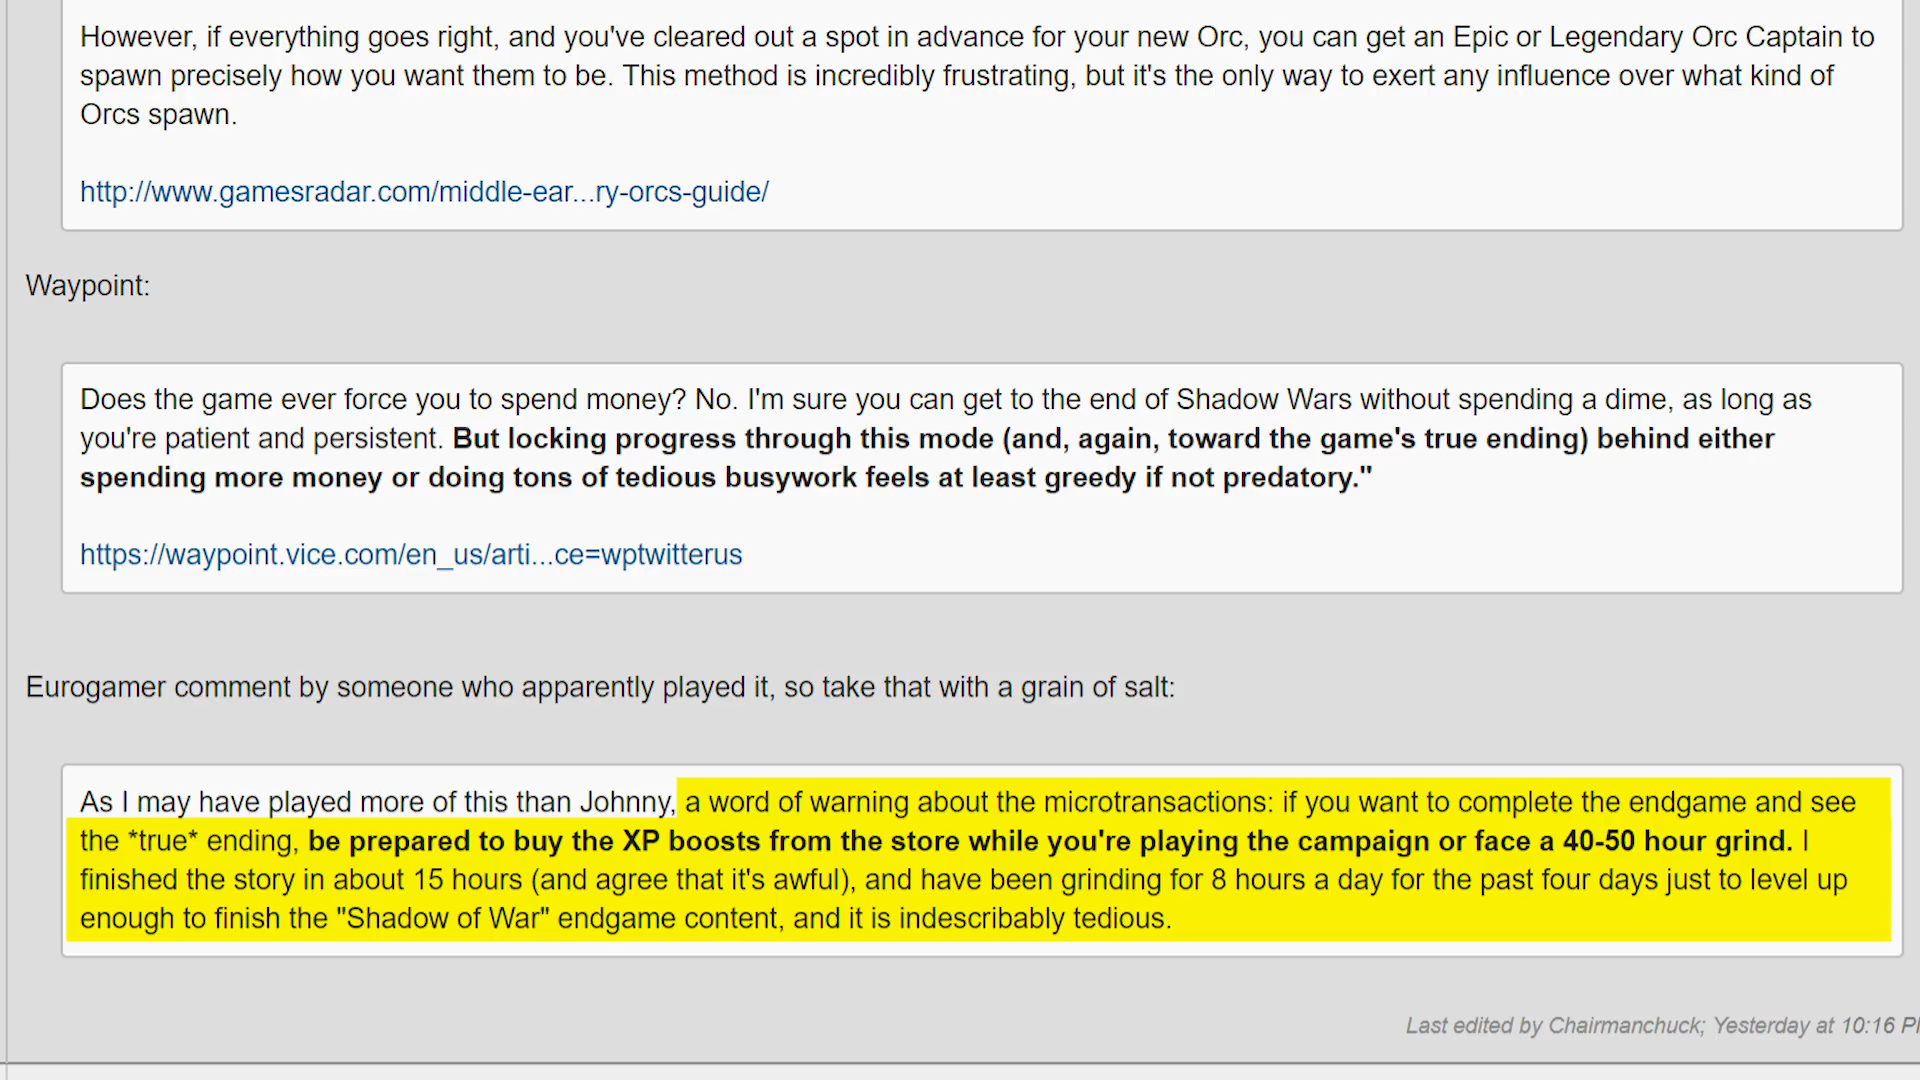 However, if everything goes right, and you've cleared out a spot in advance for your new Orc, you can get an Epic or Legendary Orc Captain to
spawn precisely how you want them to be. This method is incredibly frustrating, but it's the only way to exert any influence over what kind of
Orcs spawn.
http://www.gamesradar.com/middle-ear...ry-orcs-guide/
Waypoint:
Does the game ever force you to spend money? No. I'm sure you can get to the end of Shadow Wars without spending a dime, as long as
you're patient and persistent. But locking progress through this mode (and, again, toward the game's true ending) behind either
spending more money or doing tons of tedious busywork feels at least greedy if not predatory."
https://waypoint.vice.com/en_us/arti...ce=wptwitterus
Eurogamer comment by someone who apparently played it, so take that with a grain of salt:
As I may have played more of this than Johnny, a word of warning about the microtransactions: if you want to complete the endgame and see
the *true* ending, be prepared to buy the XP boosts from the store while you're playing the campaign or face a 40-50 hour grind. I
finished the story in about 15 hours (and agree that it's awful), and have been grinding for 8 hours a day for the past four days just to level up
enough to finish the "Shadow of War" endgame content, and it is indescribably tedious.
Last edited by Chairmanchuck; Yesterday at 10:16 P